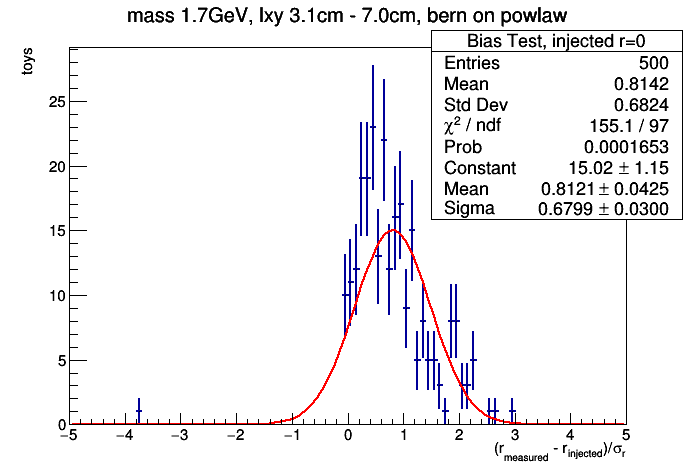 mass 1.7GeV, lxy 3.1cm - 7.0cm, bern on powlaw
Bias Test, injected r=0
Entries 500
Mean 0.8142
Std Dev 0.6824
χ² / ndf 155.1 / 97
Prob 0.0001653
Constant 15.02 ± 1.15
Mean 0.8121 ± 0.0425
Sigma 0.6799 ± 0.0300
toys
25
20
15
10
5
0
−5 −4 −3 −2 −1 0 1 2 3 4 5
(r_measured - r_injected)/σ_r